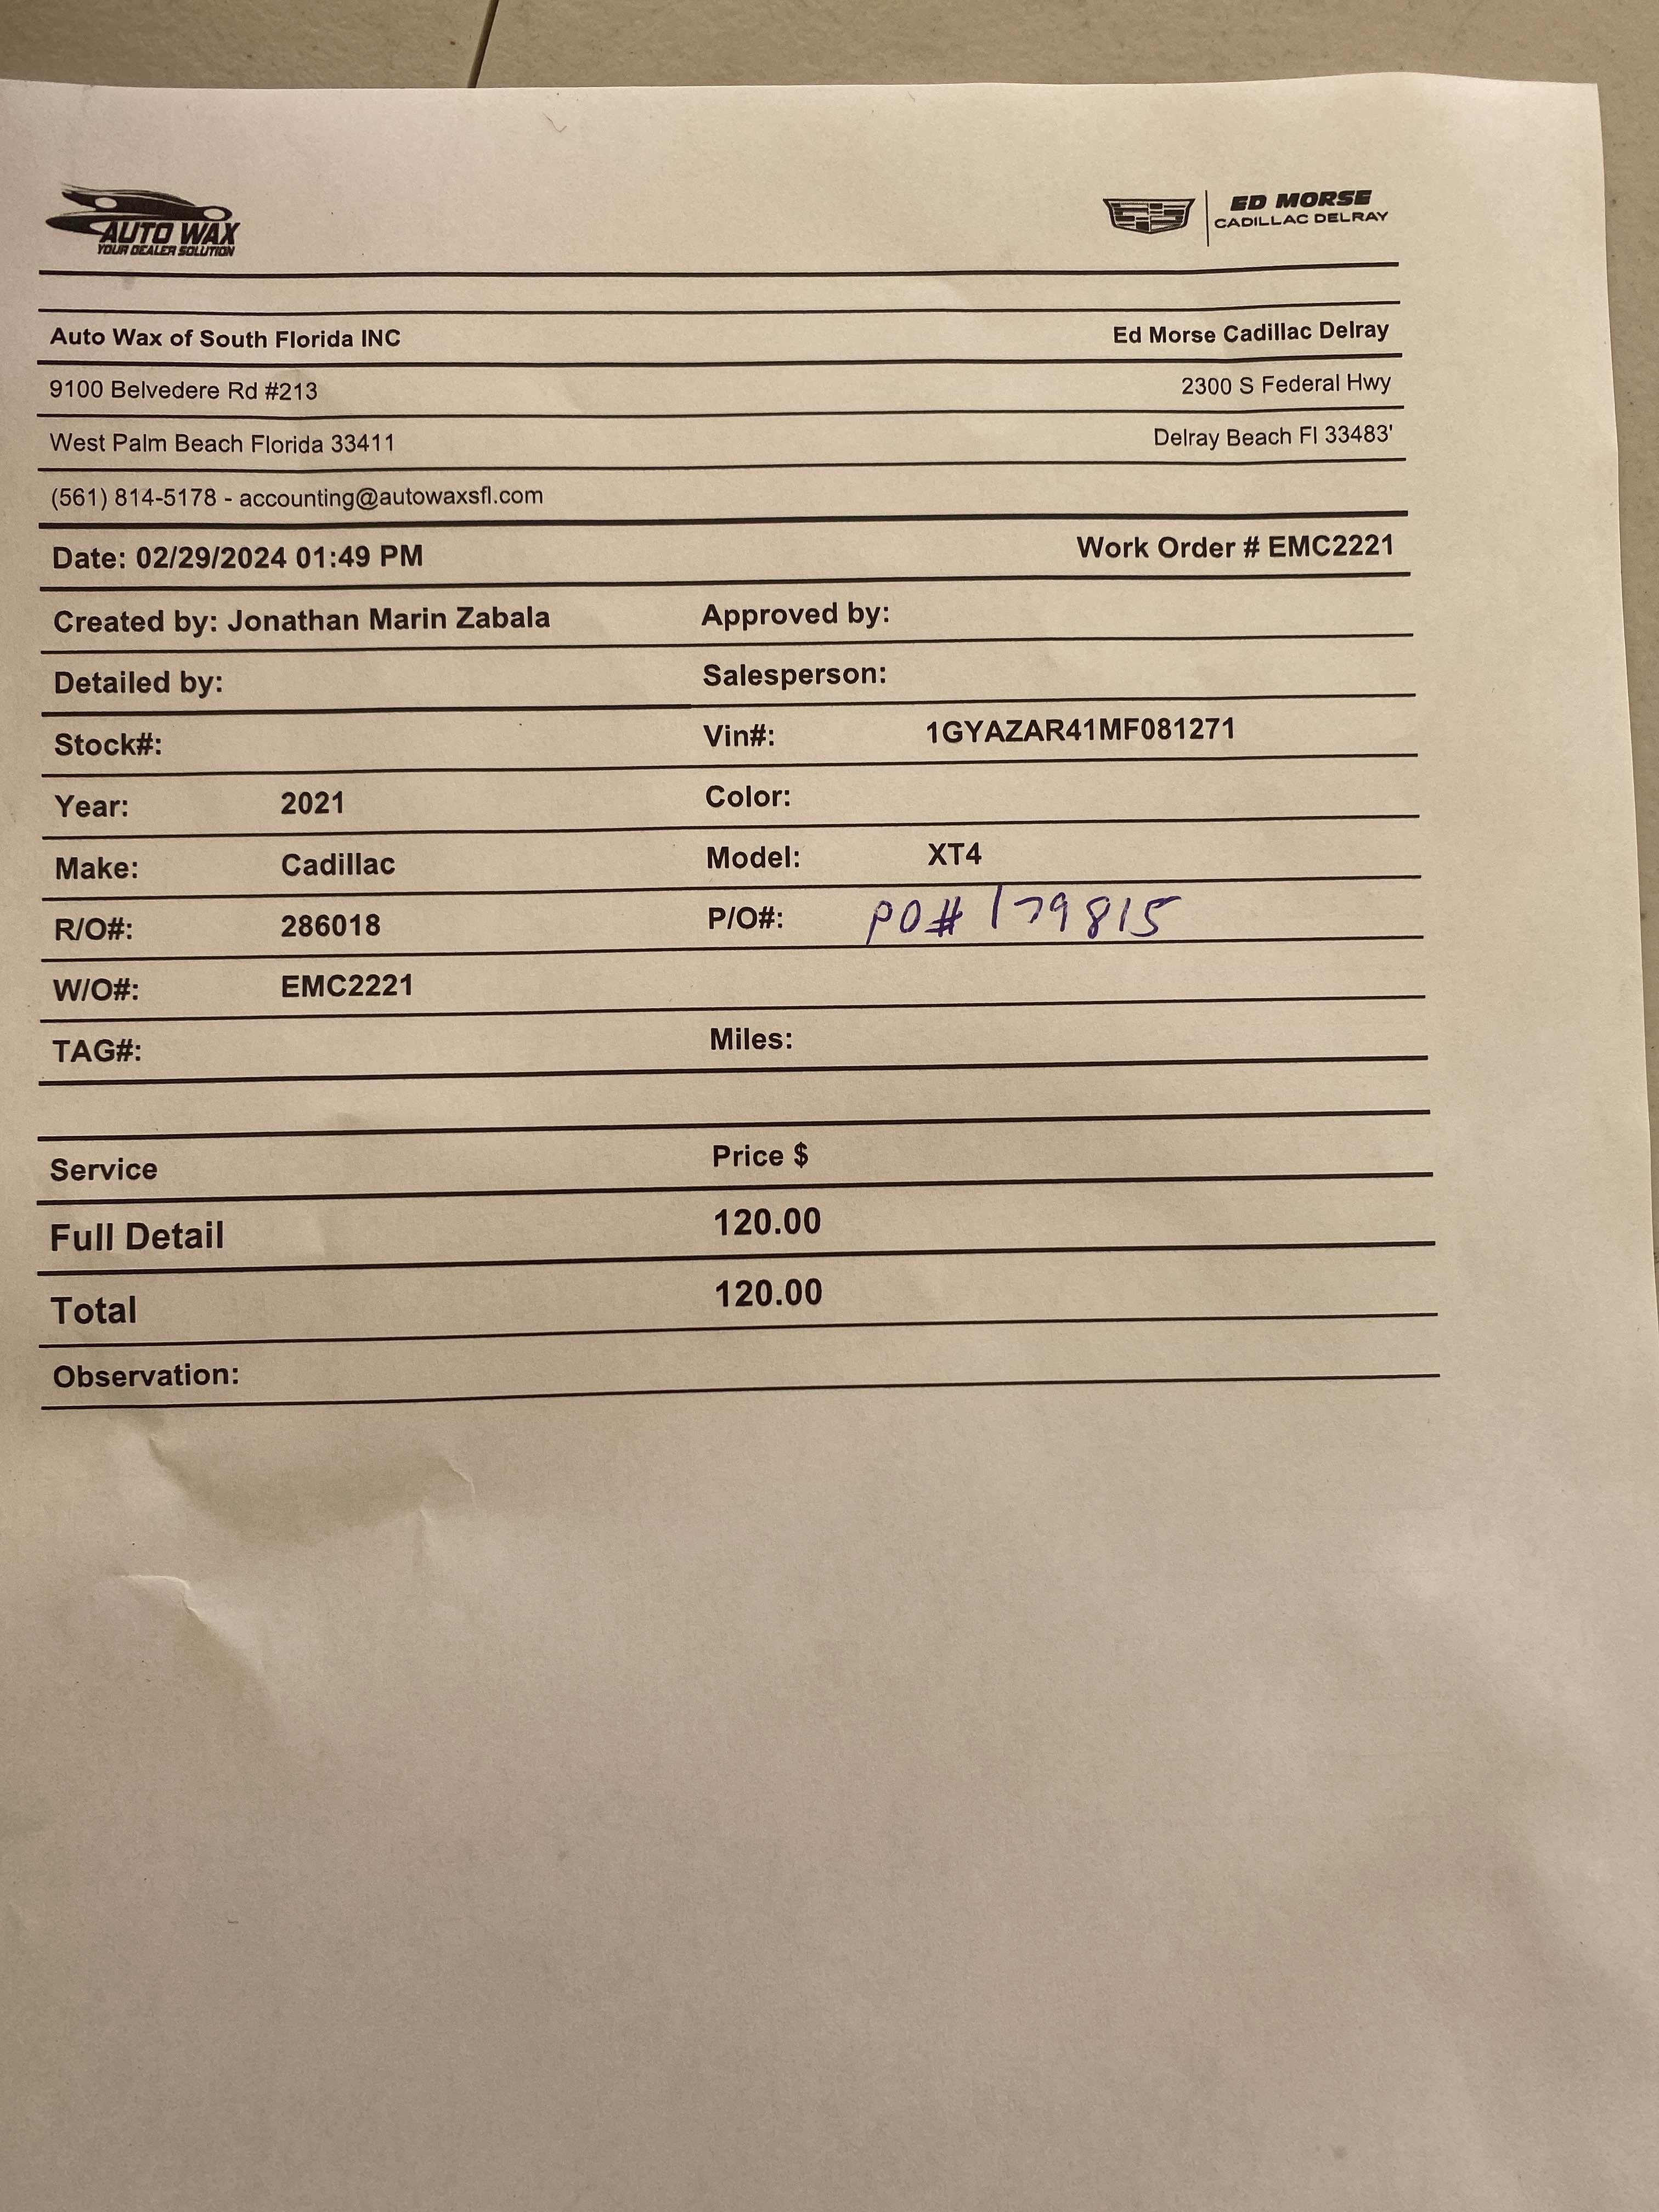 AUTO WAX
YOUR DEALER SOLUTION
ED MORSE
CADILLAC DELRAY
Auto Wax of South Florida INC Ed Morse Cadillac Delray
9100 Belvedere Rd #213 2300 S Federal Hwy
West Palm Beach Florida 33411 Delray Beach Fl 33483'
(561) 814-5178 - accounting@autowaxsfl.com
Date: 02/29/2024 01:49 PM Work Order # EMC2221
Created by: Jonathan Marin Zabala Approved by:
Detailed by: Salesperson:
Stock#: Vin#: 1GYAZAR41MF081271
Year: 2021 Color:
Make: Cadillac Model: XT4
R/O#: 286018 P/O#: PO# 179815
W/O#: EMC2221
TAG#: Miles:
Service Price $
Full Detail 120.00
Total 120.00
Observation: